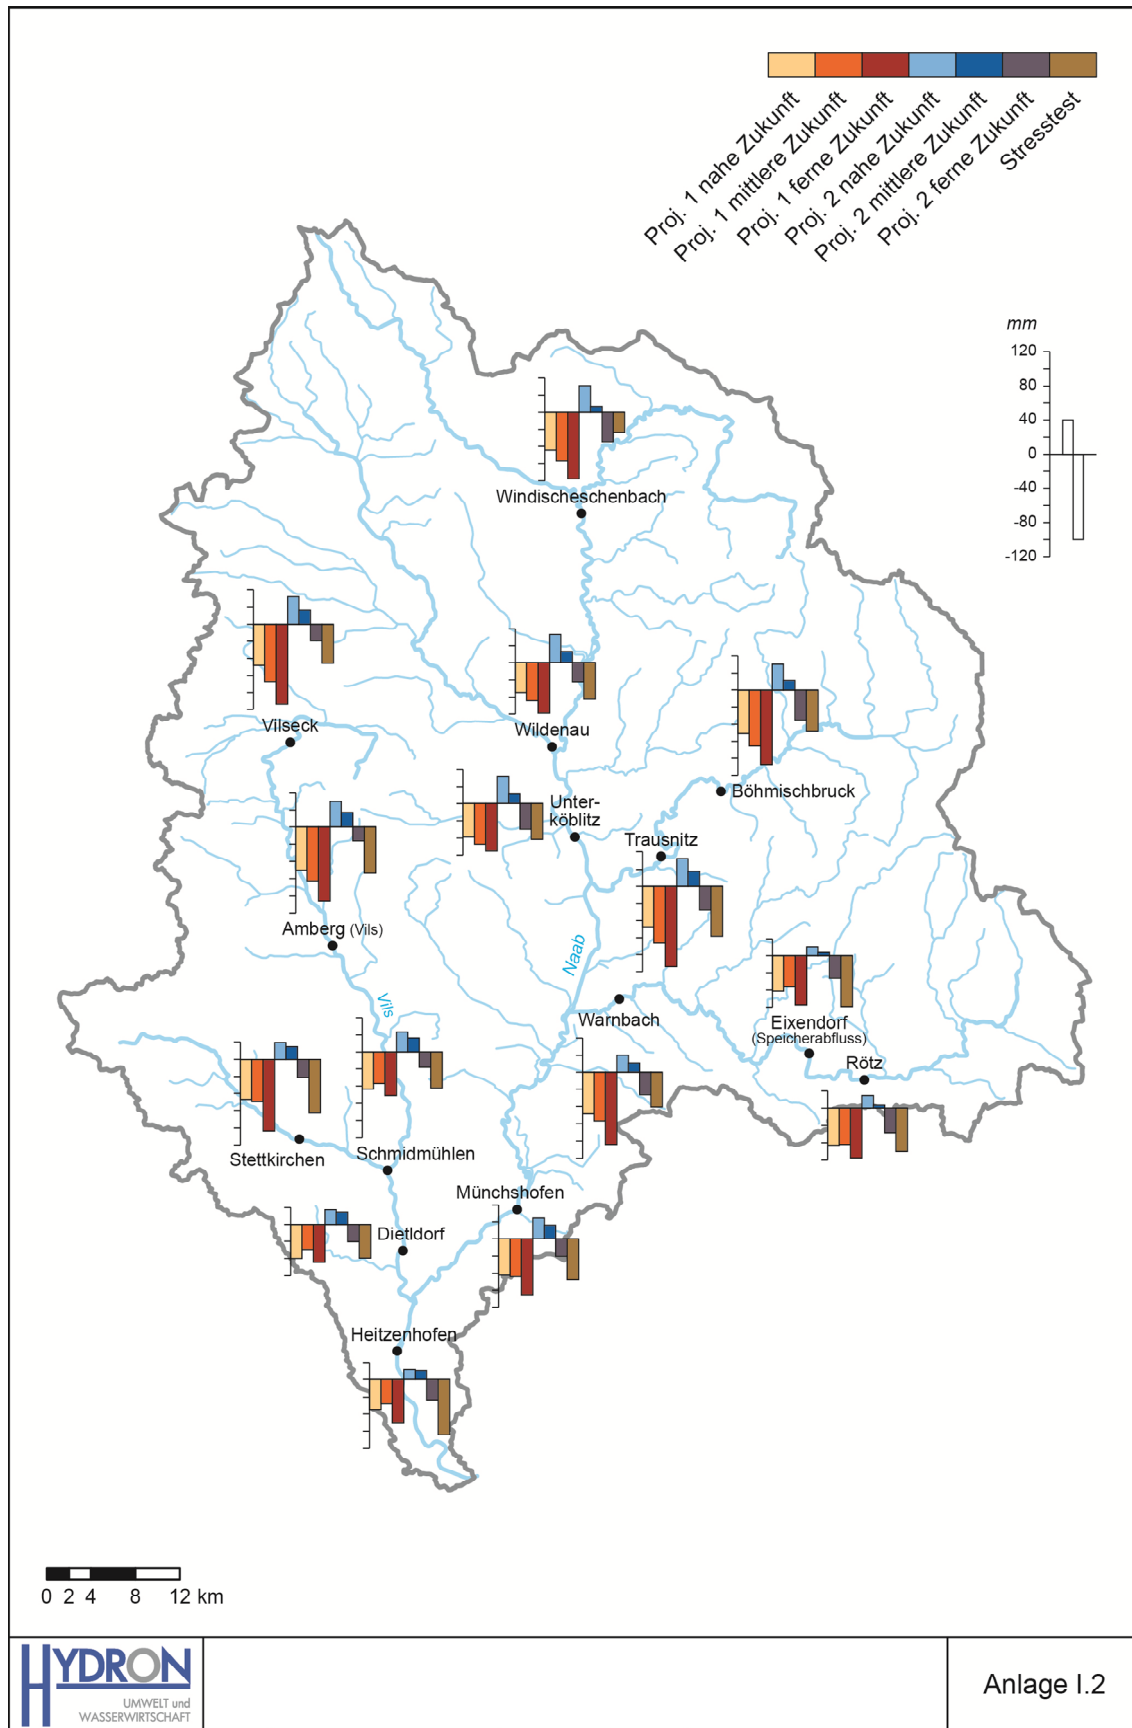 Proj. 1 nahe Zukunft
Proj. 1 mittlere Zukunft
Proj. 1 ferne Zukunft
Proj. 2 nahe Zukunft
Proj. 2 mittlere Zukunft
Proj. 2 ferne Zukunft
Stresstest
mm
120
80
40
0
-40
-80
-120
Windischeschenbach
Vilseck
Wildenau
Böhmischbruck
Unter-
köblitz
Trausnitz
Amberg (Vils)
Naab
Vils
Warnbach
Eixendorf
(Speicherabfluss)
Rötz
Stettkirchen
Schmidmühlen
Münchshofen
Dietldorf
Heitzenhofen
0 2 4 8 12 km
HYDRON
UMWELT und
WASSERWIRTSCHAFT
Anlage I.2